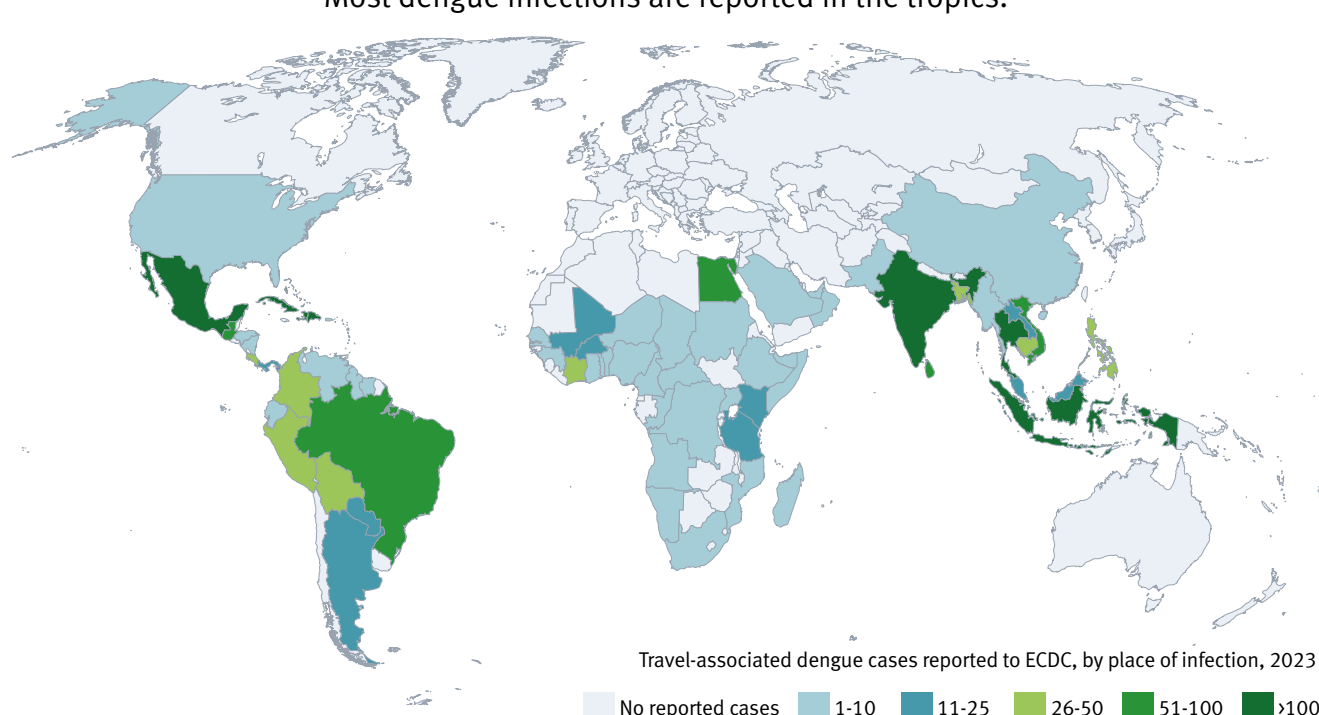 Most dengue infections are reported in the tropics.
Travel-associated dengue cases reported to ECDC, by place of infection, 2023
No reported cases 1-10 11-25 26-50 51-100 >100